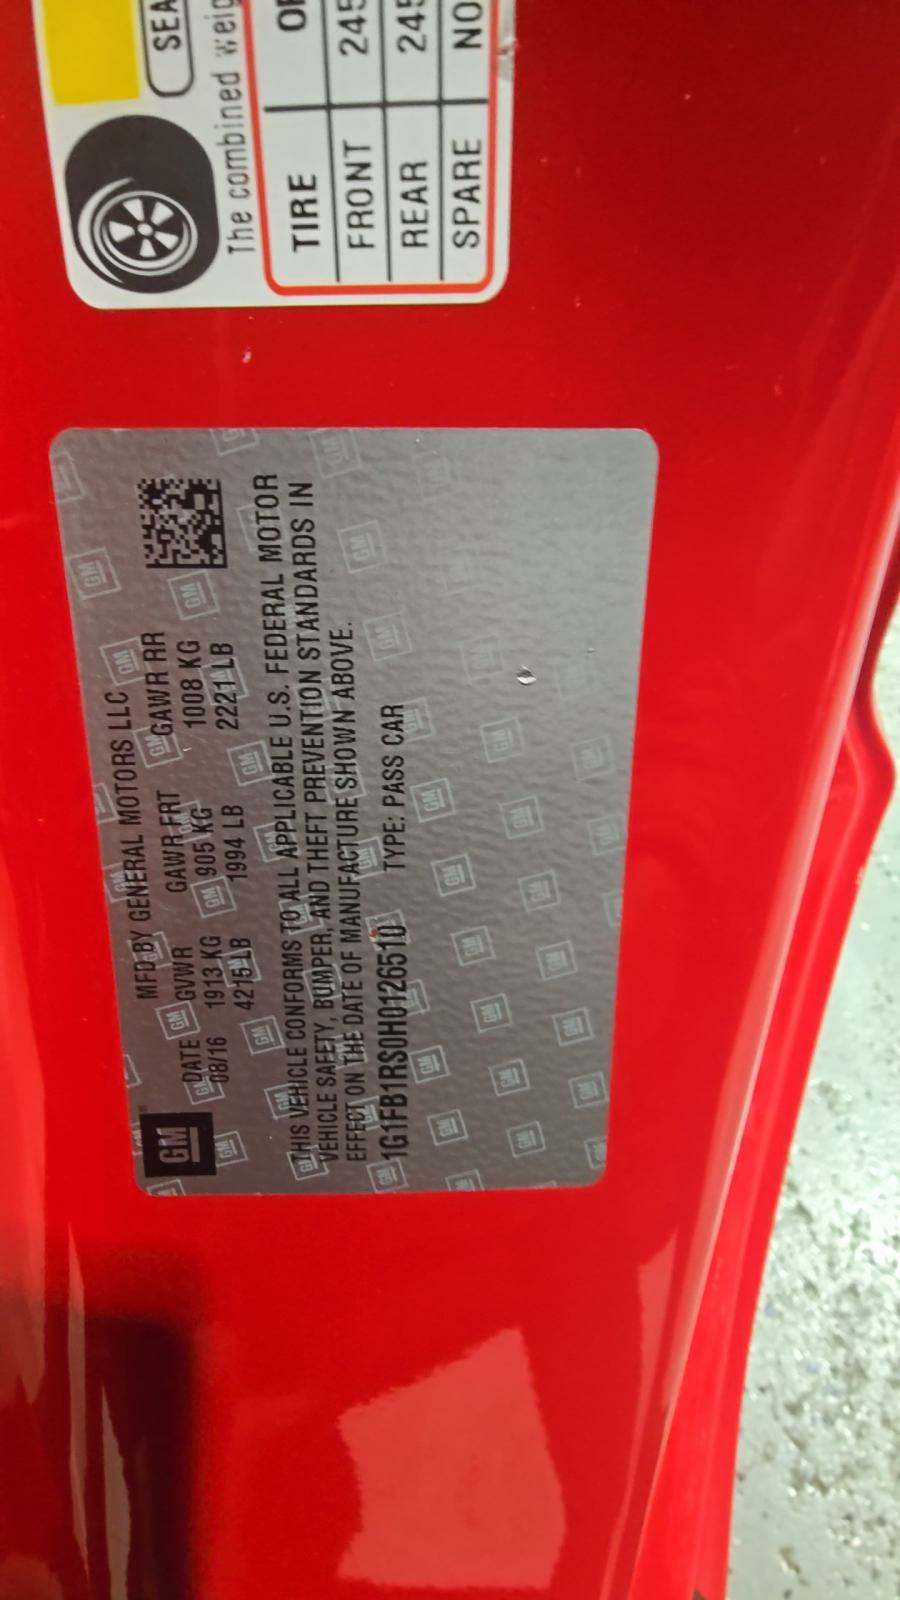 SEA
The combined weig
TIRE OR
FRONT 245
REAR 245
SPARE NO
GM
MFD BY GENERAL MOTORS LLC
DATE GVWR GAWR FRT GAWR RR
08/16 1913 KG 905 KG 1008 KG
4215 LB 1994 LB 2221 LB
THIS VEHICLE CONFORMS TO ALL APPLICABLE U.S. FEDERAL MOTOR
VEHICLE SAFETY, BUMPER, AND THEFT PREVENTION STANDARDS IN
EFFECT ON THE DATE OF MANUFACTURE SHOWN ABOVE.
1G1FB1RS0H0126510 TYPE: PASS CAR